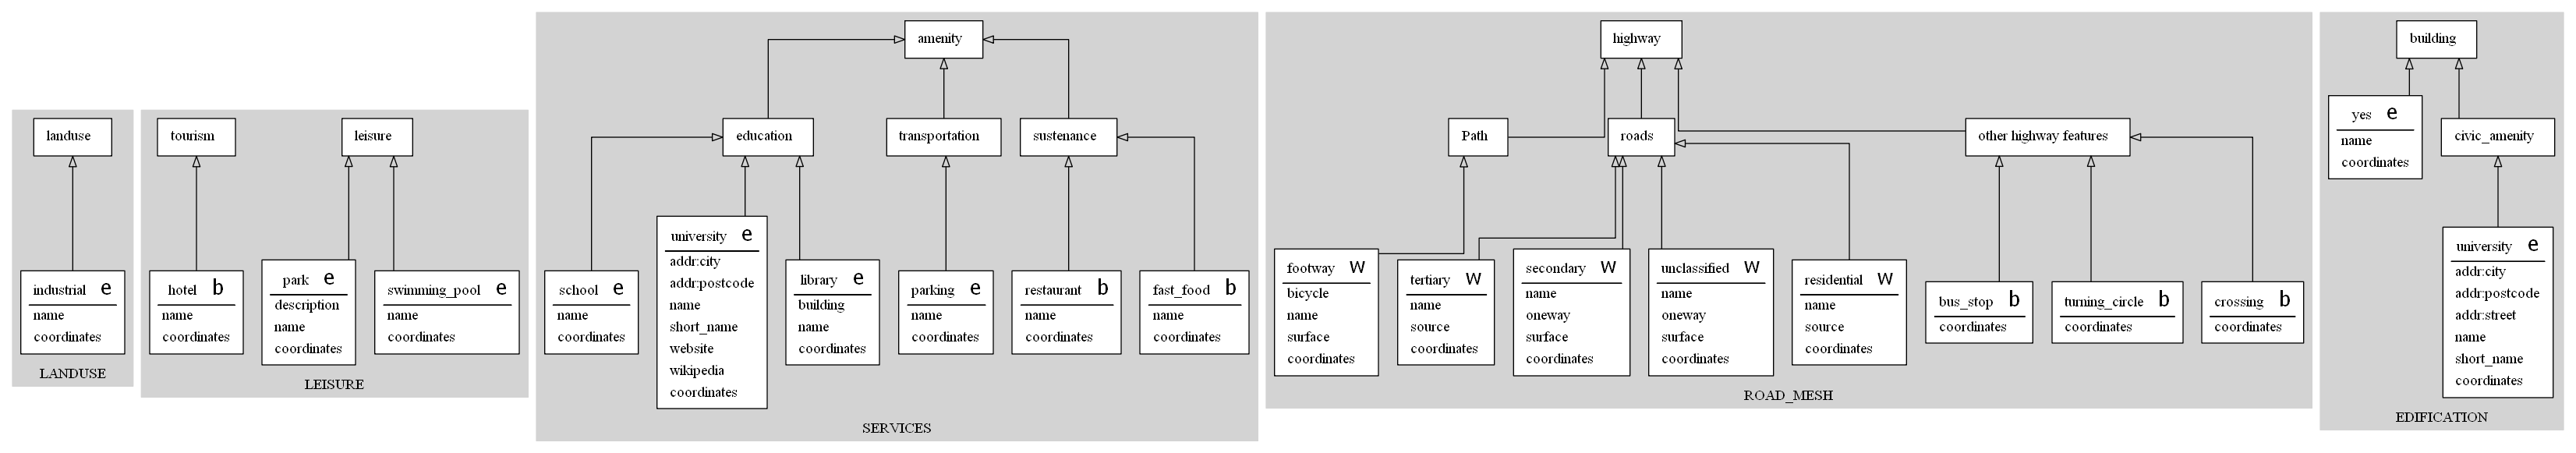 landuse
industrial e
name
coordinates
LANDUSE
tourism
hotel b
name
coordinates
leisure
park e
description
name
coordinates
swimming_pool e
name
coordinates
LEISURE
amenity
education
transportation
sustenance
school e
name
coordinates
university e
addr:city
addr:postcode
name
short_name
website
wikipedia
coordinates
library e
building
name
coordinates
parking e
name
coordinates
restaurant b
name
coordinates
fast_food b
name
coordinates
SERVICES
highway
Path
roads
other highway features
footway w
bicycle
name
surface
coordinates
tertiary w
name
source
coordinates
secondary w
name
oneway
surface
coordinates
unclassified w
name
oneway
surface
coordinates
residential w
name
source
coordinates
bus_stop b
coordinates
turning_circle b
coordinates
crossing b
coordinates
ROAD_MESH
building
yes e
name
coordinates
civic_amenity
university e
addr:city
addr:postcode
addr:street
name
short_name
coordinates
EDIFICATION